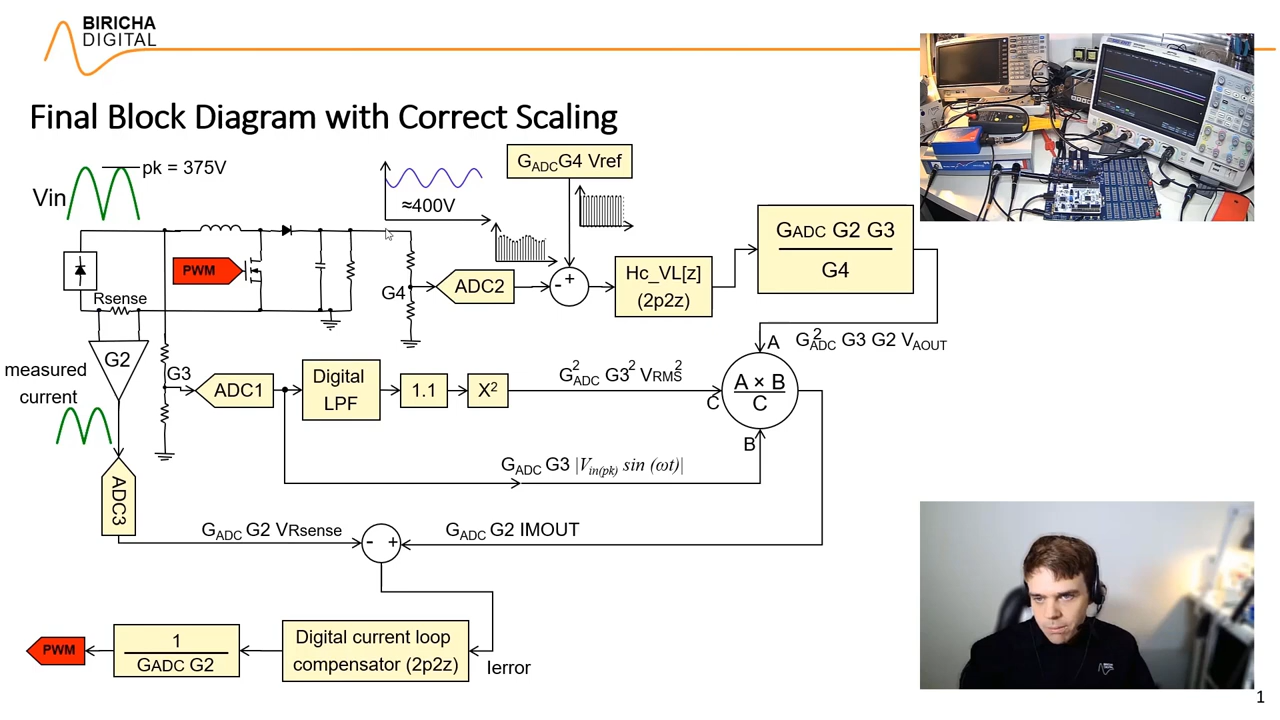 BIRICHA
DIGITAL
Final Block Diagram with Correct Scaling
Vin
pk = 375V
≈400V
GADCG4 Vref
GADC G2 G3
G4
PWM
Rsense
G4
ADC2
- +
Hc_VL[z]
(2p2z)
G2
measured
current
G3
ADC1
Digital
LPF
1.1
X²
G²ADC G3² VRMS²
A
G²ADC G3 G2 VAOUT
A × B
C
C
B
GADC G3 |Vin(pk) sin (ωt)|
ADC3
GADC G2 VRsense
- +
GADC G2 IMOUT
PWM
1
GADC G2
Digital current loop
compensator (2p2z)
Ierror
1